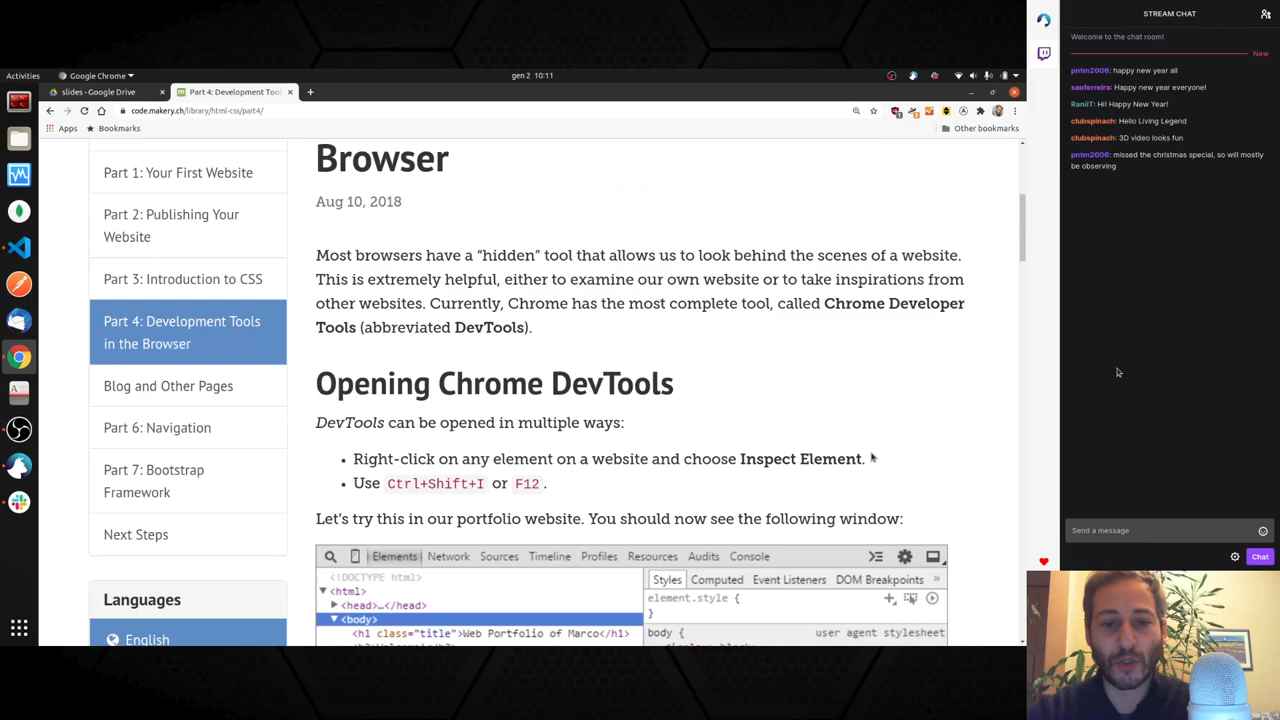 STREAM CHAT
Welcome to the chat room!
New
pntm2006: happy new year all
saoferreira: Happy new year everyone!
RaniIT: Hi! Happy New Year!
clubspinach: Hello Living Legend
clubspinach: 3D video looks fun
pntm2006: missed the christmas special, so will mostly
be observing
Send a message
Chat
Activities
Google Chrome
gen 2 10:11
slides - Google Drive
Part 4: Development Tools
code.makery.ch/library/html-css/part4/
Apps
Bookmarks
Other bookmarks
Part 1: Your First Website
Part 2: Publishing Your
Website
Part 3: Introduction to CSS
Part 4: Development Tools
in the Browser
Blog and Other Pages
Part 6: Navigation
Part 7: Bootstrap
Framework
Next Steps
Languages
English
Browser
Aug 10, 2018
Most browsers have a “hidden” tool that allows us to look behind the scenes of a website.
This is extremely helpful, either to examine our own website or to take inspirations from
other websites. Currently, Chrome has the most complete tool, called Chrome Developer
Tools (abbreviated DevTools).
Opening Chrome DevTools
DevTools can be opened in multiple ways:
• Right-click on any element on a website and choose Inspect Element.
• Use Ctrl+Shift+I or F12.
Let’s try this in our portfolio website. You should now see the following window:
Elements Network Sources Timeline Profiles Resources Audits Console
<!DOCTYPE html>
<html>
<head>…</head>
<body>
<h1 class="title">Web Portfolio of Marco</h1>
Styles Computed Event Listeners DOM Breakpoints »
element.style {
}
body { user agent stylesheet